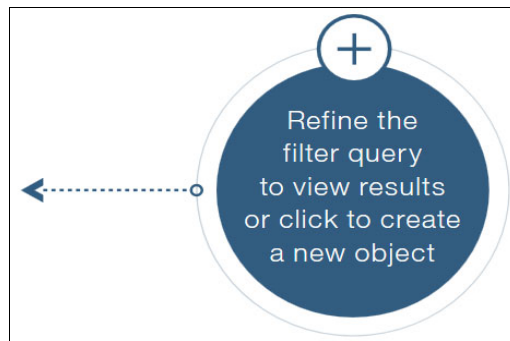 Refine the
filter query
to view results
or click to create
a new object